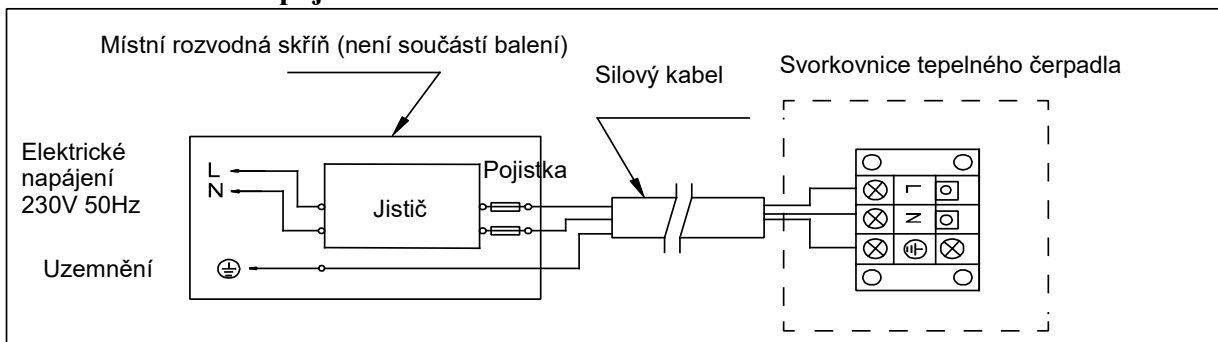 Místní rozvodná skříň (není součástí balení)
Silový kabel
Svorkovnice tepelného čerpadla
Elektrické
napájení
230V 50Hz
L
N
Jistič
Pojistka
Uzemnění
L
N